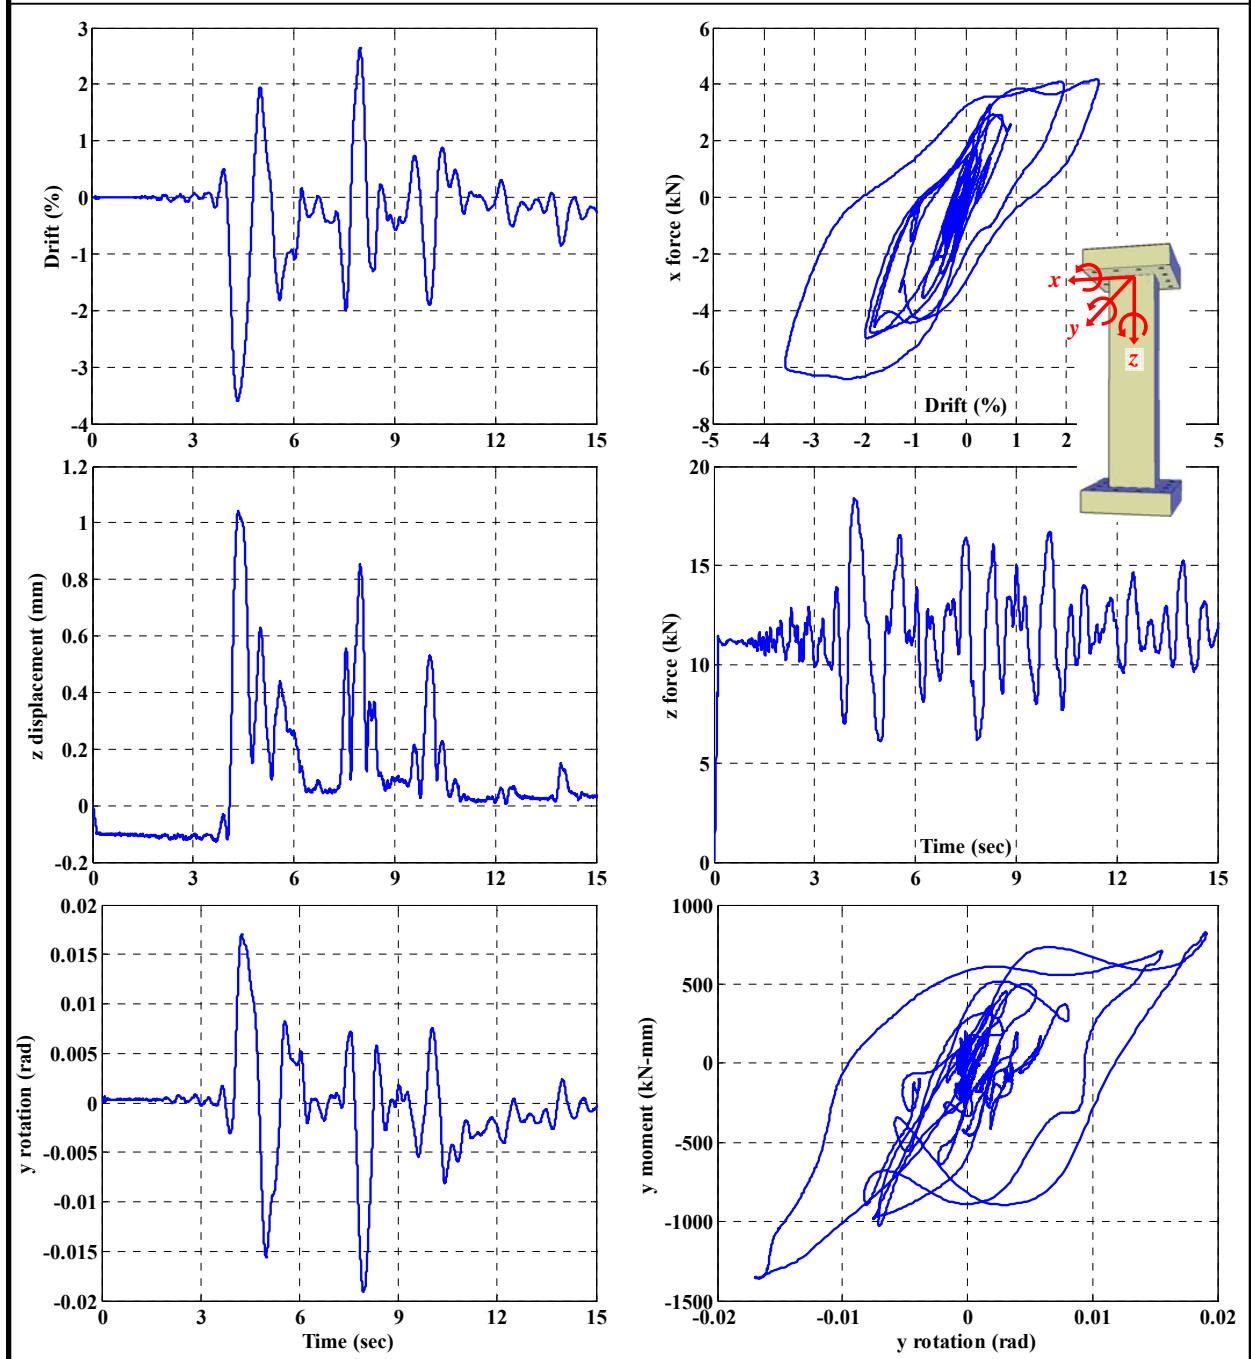 3
2
1
0
-1
-2
-3
-4
Drift (%)
0 3 6 9 12 15
6
4
2
0
-2
-4
-6
-8
x force (kN)
Drift (%)
-5 -4 -3 -2 -1 0 1 2 5
x
y
z
1.2
1
0.8
0.6
0.4
0.2
0
-0.2
z displacement (mm)
0 3 6 9 12 15
20
15
10
5
0
z force (kN)
Time (sec)
0 3 6 9 12 15
0.02
0.015
0.01
0.005
0
-0.005
-0.01
-0.015
-0.02
y rotation (rad)
0 3 6 9 12 15
Time (sec)
1000
500
0
-500
-1000
-1500
y moment (kN-mm)
-0.02 -0.01 0 0.01 0.02
y rotation (rad)